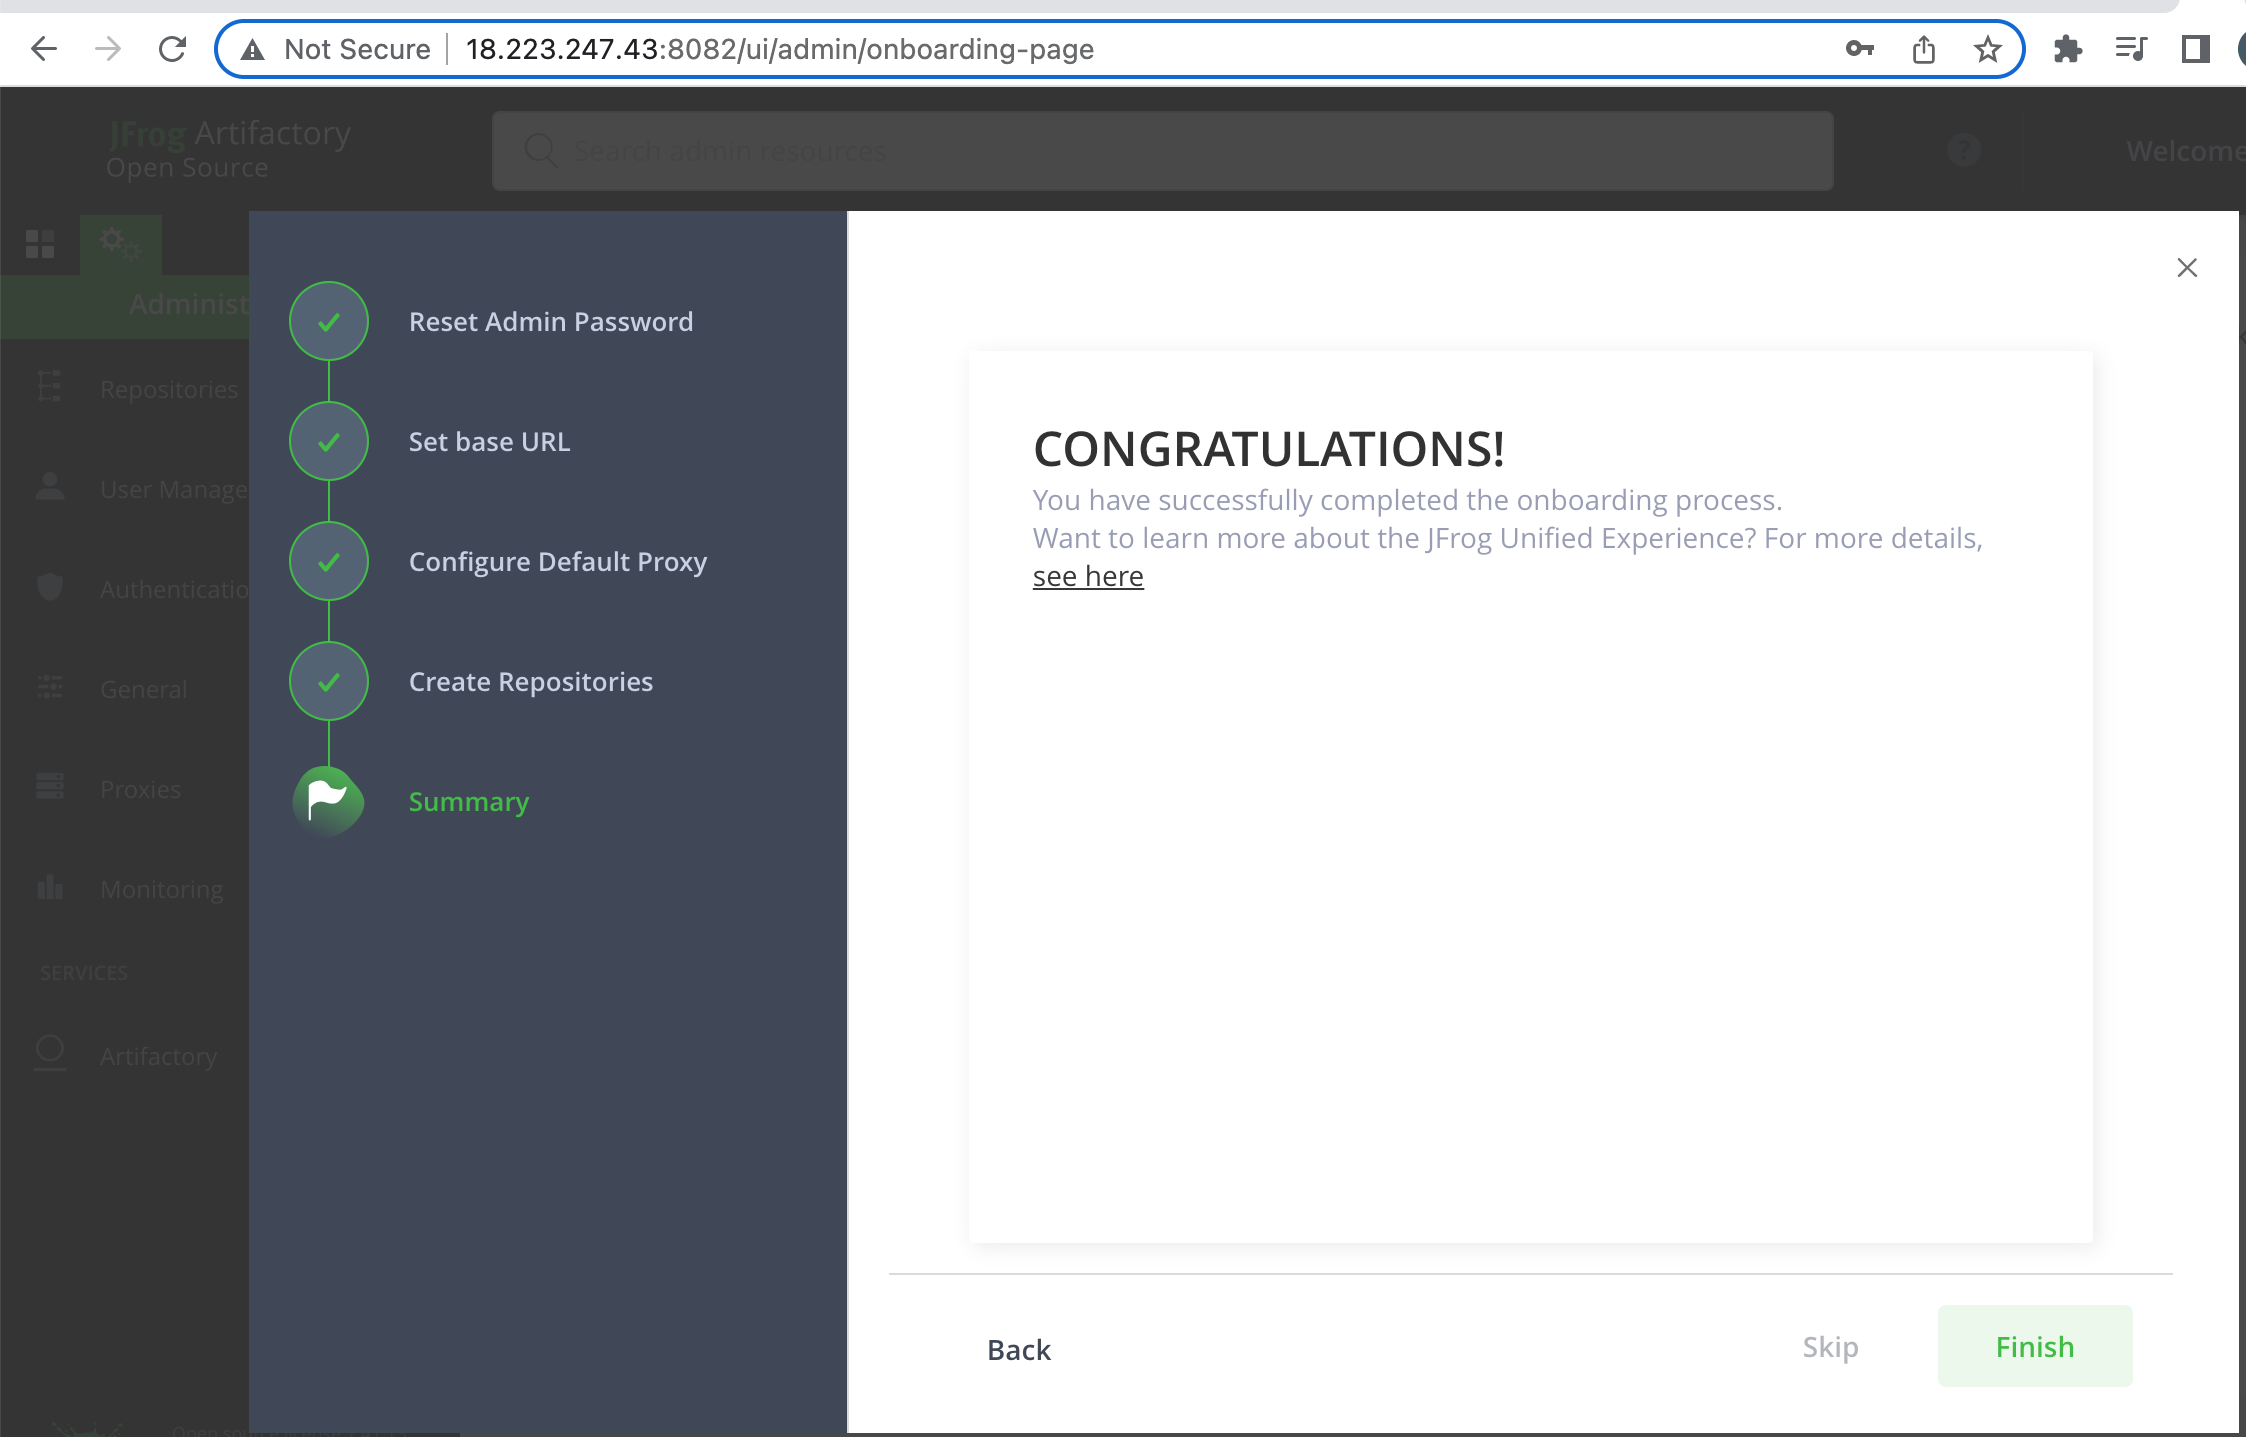 Not Secure 18.223.247.43:8082/ui/admin/onboarding-page
JFrog Artifactory
Open Source
Search admin resources
?
Welcome
Administ
Repositories
User Manage
Authenticatio
General
Proxies
Monitoring
SERVICES
Artifactory
Reset Admin Password
Set base URL
Configure Default Proxy
Create Repositories
Summary
CONGRATULATIONS!
You have successfully completed the onboarding process.
Want to learn more about the JFrog Unified Experience? For more details,
see here
Back
Skip
Finish